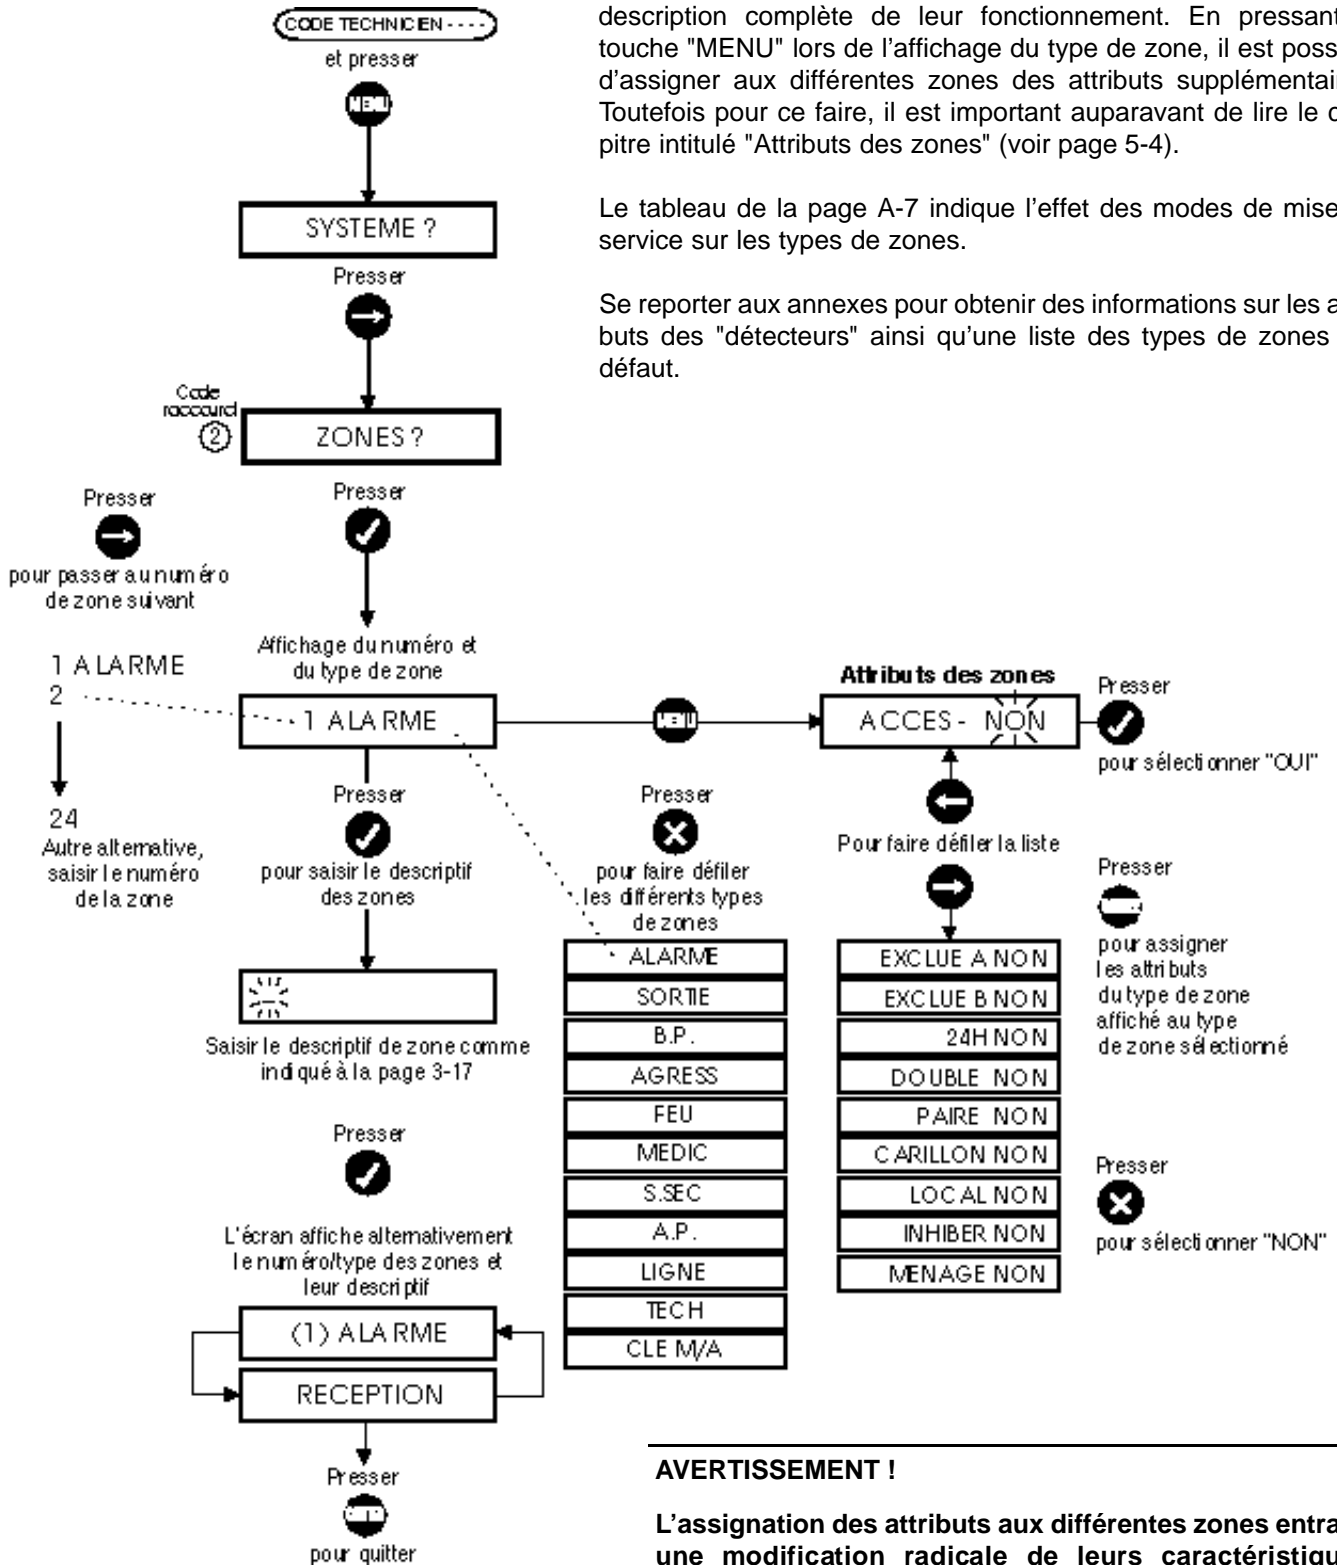 CODE TECHNICIEN - - - -
et presser
MENU
SYSTEME ?
Presser
Code
raccourci
2
ZONES ?
Presser
Presser
pour passer au numéro
de zone suivant
Affichage du numéro et
du type de zone
1 ALARME
2
24
Autre alternative,
saisir le numéro
de la zone
1 ALARME
MENU
Attributs des zones
ACCES - NON
Presser
pour sélectionner "OUI"
Presser
pour saisir le descriptif
des zones
Saisir le descriptif de zone comme
indiqué à la page 3-17
Presser
L'écran affiche alternativement
le numéro/type des zones et
leur descriptif
(1) ALARME
RECEPTION
Presser
pour quitter
Presser
pour faire défiler
les différents types
de zones
ALARME
SORTIE
B.P.
AGRESS
FEU
MEDIC
S.SEC
A.P.
LIGNE
TECH
CLE M/A
Pour faire défiler la liste
EXCLUE A NON
EXCLUE B NON
24H NON
DOUBLE NON
PAIRE NON
CARILLON NON
LOCAL NON
INHIBER NON
MENAGE NON
Presser
pour assigner
les attributs
du type de zone
affiché au type
de zone sélectionné
Presser
pour sélectionner "NON"
description complète de leur fonctionnement. En pressant
touche "MENU" lors de l'affichage du type de zone, il est poss
d'assigner aux différentes zones des attributs supplémentai
Toutefois pour ce faire, il est important auparavant de lire le c
pitre intitulé "Attributs des zones" (voir page 5-4).
Le tableau de la page A-7 indique l'effet des modes de mise
service sur les types de zones.
Se reporter aux annexes pour obtenir des informations sur les a
buts des "détecteurs" ainsi qu'une liste des types de zones
défaut.
AVERTISSEMENT !
L'assignation des attributs aux différentes zones entra
une modification radicale de leurs caractéristiqu